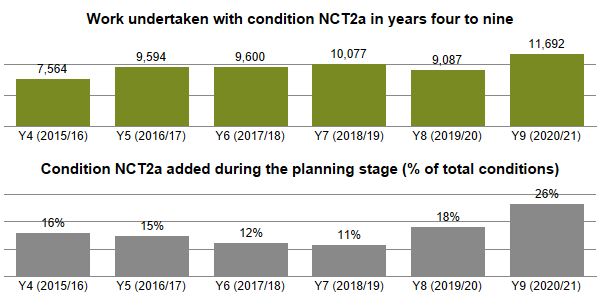 Work undertaken with condition NCT2a in years four to nine
7,564 9,594 9,600 10,077 9,087 11,692
Y4 (2015/16) Y5 (2016/17) Y6 (2017/18) Y7 (2018/19) Y8 (2019/20) Y9 (2020/21)
Condition NCT2a added during the planning stage (% of total conditions)
16% 15% 12% 11% 18% 26%
Y4 (2015/16) Y5 (2016/17) Y6 (2017/18) Y7 (2018/19) Y8 (2019/20) Y9 (2020/21)